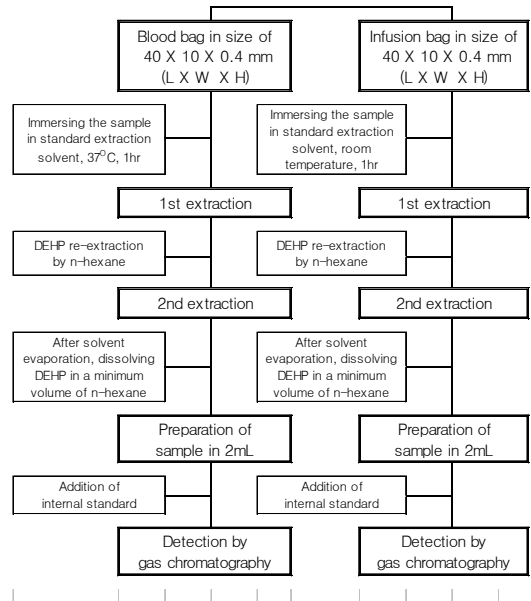 Blood bag in size of
40 X 10 X 0.4 mm
(L X W X H)
Immersing the sample
in standard extraction
solvent, 37°C, 1hr
1st extraction
DEHP re-extraction
by n-hexane
2nd extraction
After solvent
evaporation, dissolving
DEHP in a minimum
volume of n-hexane
Preparation of
sample in 2mL
Addition of
internal standard
Detection by
gas chromatography
Infusion bag in size of
40 X 10 X 0.4 mm
(L X W X H)
Immersing the sample
in standard extraction
solvent, room
temperature, 1hr
1st extraction
DEHP re-extraction
by n-hexane
2nd extraction
After solvent
evaporation, dissolving
DEHP in a minimum
volume of n-hexane
Preparation of
sample in 2mL
Addition of
internal standard
Detection by
gas chromatography